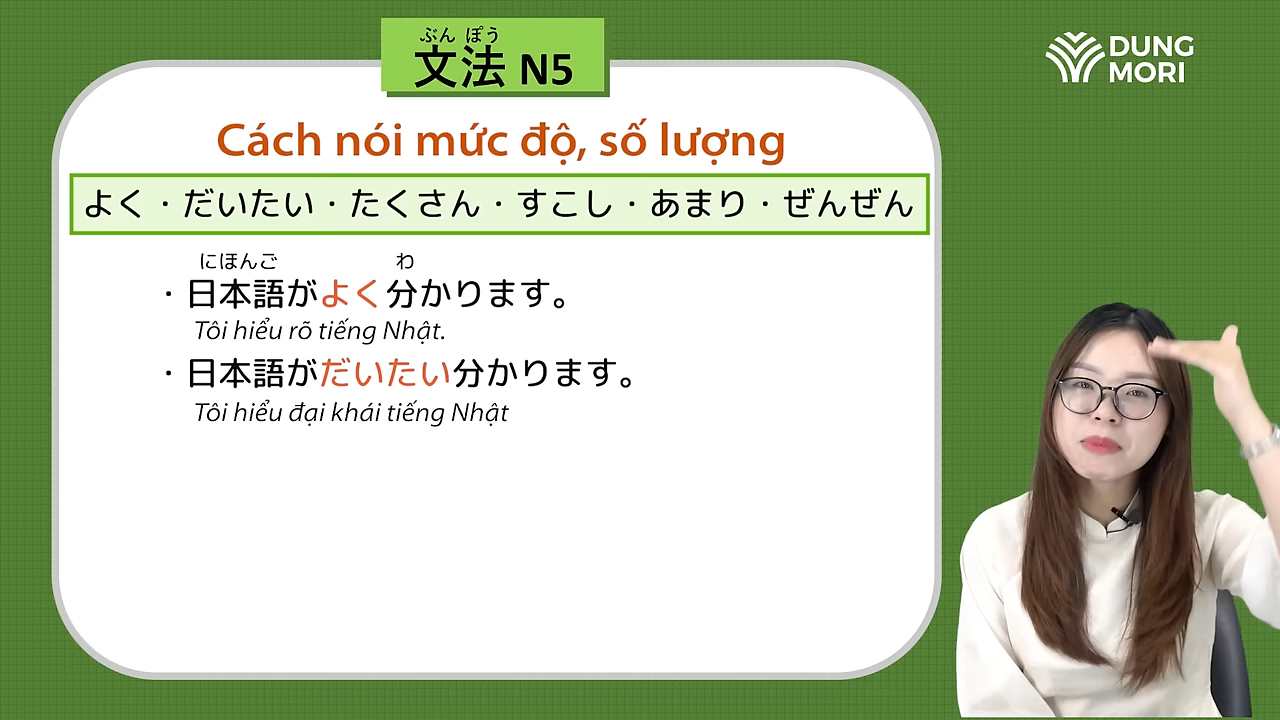 ぶん ぽう
文法 N5
DUNG
MORI
Cách nói mức độ, số lượng
よく・だいたい・たくさん・すこし・あまり・ぜんぜん
にほんご わ
・日本語がよく分かります。
Tôi hiểu rõ tiếng Nhật.
・日本語がだいたい分かります。
Tôi hiểu đại khái tiếng Nhật